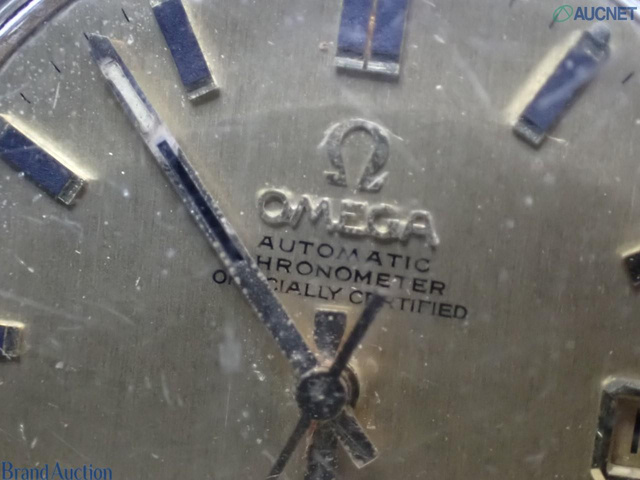 AUCNET
OMEGA
AUTOMATIC
HRONOMETER
OFFICIALLY CERTIFIED
Brand Auction